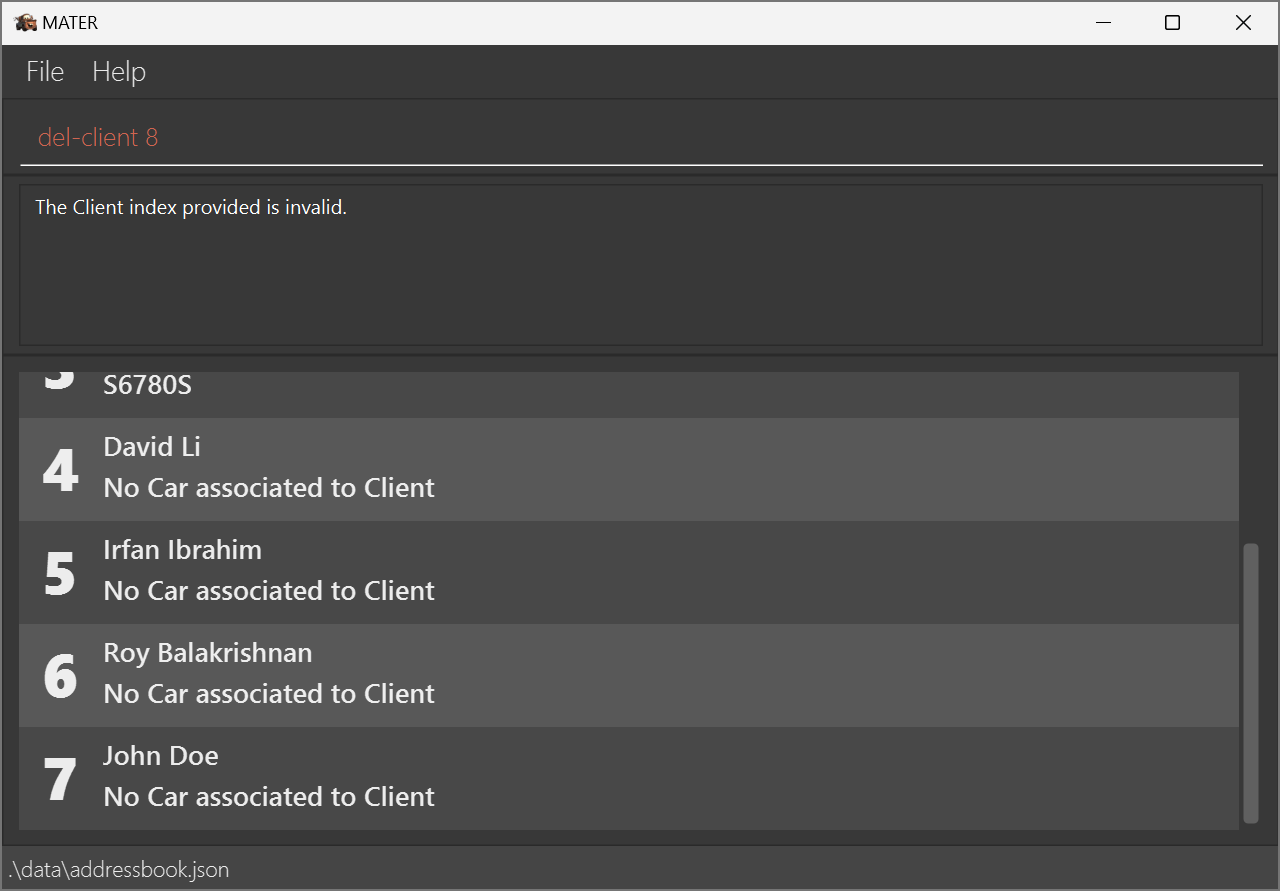 MATER
File Help
del-client 8
The Client index provided is invalid.
S6780S
4
David Li
No Car associated to Client
5
Irfan Ibrahim
No Car associated to Client
6
Roy Balakrishnan
No Car associated to Client
7
John Doe
No Car associated to Client
.\data\addressbook.json